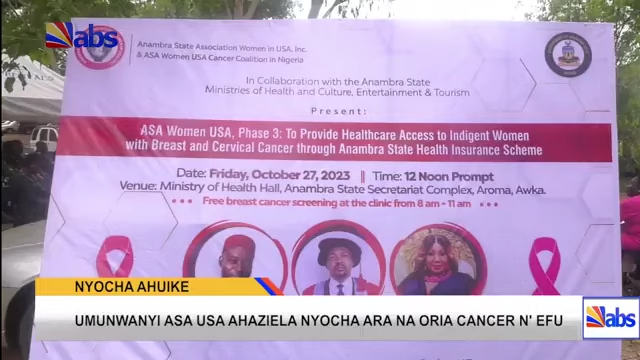 abs
Anambra State Association Women in USA, Inc.
& ASA Women USA Cancer Coalition in Nigeria
In Collaboration with the Anambra State
Ministries of Health and Culture, Entertainment & Tourism
Present:
ASA Women USA, Phase 3: To Provide Healthcare Access to Indigent Women
with Breast and Cervical Cancer through Anambra State Health Insurance Scheme
Date: Friday, October 27, 2023 || Time: 12 Noon Prompt
Venue: Ministry of Health Hall, Anambra State Secretariat Complex, Aroma, Awka.
Free breast cancer screening at the clinic from 8 am - 11 am
NYOCHA AHUIKE
UMUNWANYI ASA USA AHAZIELA NYOCHA ARA NA ORIA CANCER N' EFU
abs